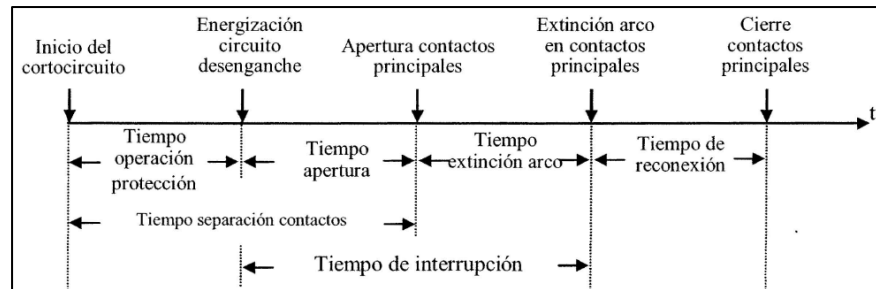 Inicio del
cortocircuito
Energización
circuito
desenganche
Apertura contactos
principales
Extinción arco
en contactos
principales
Cierre
contactos
principales
t
Tiempo
operación
protección
Tiempo
apertura
Tiempo
extinción arco
Tiempo de
reconexión
Tiempo separación contactos
Tiempo de interrupción